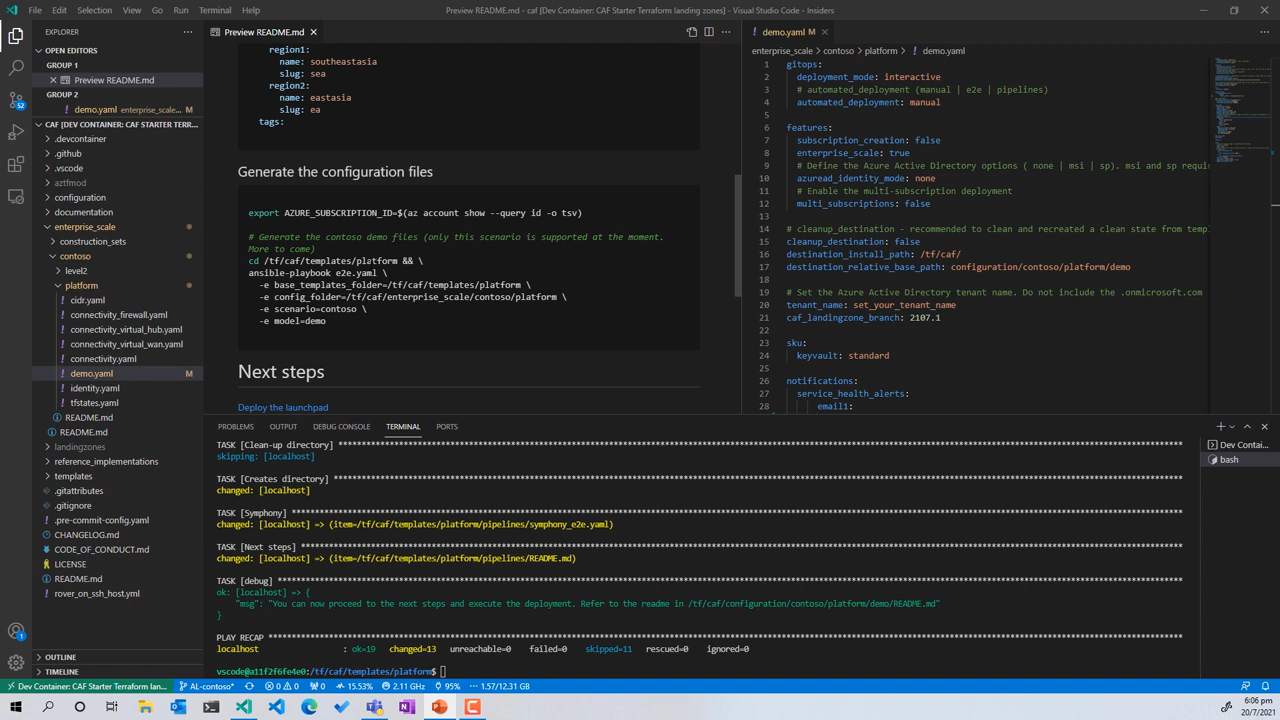 File Edit Selection View Go Run Terminal Help
Preview README.md - caf [Dev Container: CAF Starter Terraform landing zones] - Visual Studio Code - Insiders
EXPLORER
OPEN EDITORS
GROUP 1
Preview README.md
GROUP 2
demo.yaml enterprise_scale... M
CAF [DEV CONTAINER: CAF STARTER TERR...
.devcontainer
.github
.vscode
aztfmod
configuration
documentation
enterprise_scale
construction_sets
contoso
level2
platform
cidr.yaml
connectivity_firewall.yaml
connectivity_virtual_hub.yaml
connectivity_virtual_wan.yaml
connectivity.yaml
demo.yaml M
identity.yaml
tfstates.yaml
README.md
README.md
landingzones
reference_implementations
templates
.gitattributes
.gitignore
.pre-commit-config.yaml
CHANGELOG.md
CODE_OF_CONDUCT.md
LICENSE
README.md
rover_on_ssh_host.yml
OUTLINE
TIMELINE
52
1
Preview README.md
region1:
name: southeastasia
slug: sea
region2:
name: eastasia
slug: ea
tags:
Generate the configuration files
export AZURE_SUBSCRIPTION_ID=$(az account show --query id -o tsv)
# Generate the contoso demo files (only this scenario is supported at the moment.
More to come)
cd /tf/caf/templates/platform && \
ansible-playbook e2e.yaml \
-e base_templates_folder=/tf/caf/templates/platform \
-e config_folder=/tf/caf/enterprise_scale/contoso/platform \
-e scenario=contoso \
-e model=demo
Next steps
Deploy the launchpad
demo.yaml M
enterprise_scale > contoso > platform > demo.yaml
1 gitops:
2 deployment_mode: interactive
3 # automated_deployment (manual | e2e | pipelines)
4 automated_deployment: manual
5
6 features:
7 subscription_creation: false
8 enterprise_scale: true
9 # Define the Azure Active Directory options ( none | msi | sp). msi and sp requi
10 azuread_identity_mode: none
11 # Enable the multi-subscription deployment
12 multi_subscriptions: false
13
14 # cleanup_destination - recommended to clean and recreated a clean state from temp
15 cleanup_destination: false
16 destination_install_path: /tf/caf/
17 destination_relative_base_path: configuration/contoso/platform/demo
18
19 # Set the Azure Active Directory tenant name. Do not include the .onmicrosoft.com
20 tenant_name: set_your_tenant_name
21 caf_landingzone_branch: 2107.1
22
23 sku:
24 keyvault: standard
25
26 notifications:
27 service_health_alerts:
28 email1:
PROBLEMS OUTPUT DEBUG CONSOLE TERMINAL PORTS
TASK [Clean-up directory] ****
skipping: [localhost]
TASK [Creates directory] ****
changed: [localhost]
TASK [Symphony] ****
changed: [localhost] => (item=/tf/caf/templates/platform/pipelines/symphony_e2e.yaml)
TASK [Next steps] ****
changed: [localhost] => (item=/tf/caf/templates/platform/pipelines/README.md)
TASK [debug] ****
ok: [localhost] => {
"msg": "You can now proceed to the next steps and execute the deployment. Refer to the readme in /tf/caf/configuration/contoso/platform/demo/README.md"
}
PLAY RECAP ****
localhost : ok=19 changed=13 unreachable=0 failed=0 skipped=11 rescued=0 ignored=0
vscode@a11f2f6fe4e0:/tf/caf/templates/platform$
Dev Contai...
bash
Dev Container: CAF Starter Terraform lan... AL-contoso* 0 0 0 15.53% 2.11 GHz 95% 1.57/12.31 GB
6:06 pm
20/7/2021